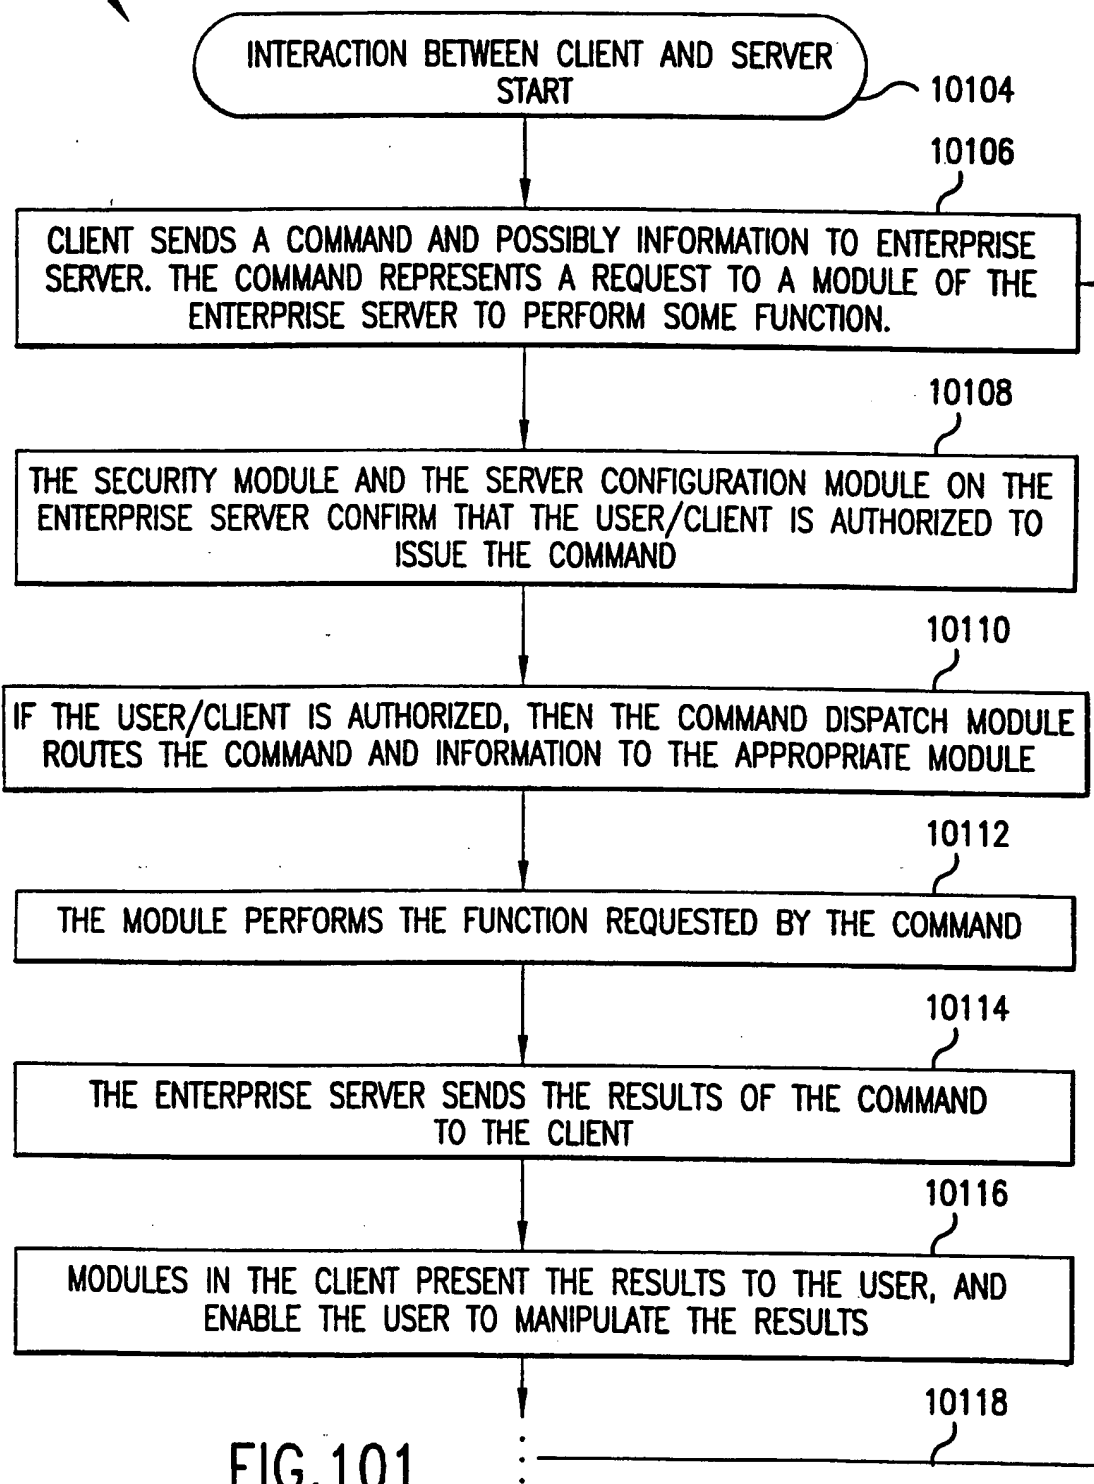 INTERACTION BETWEEN CLIENT AND SERVER
START
10104
10106
CLIENT SENDS A COMMAND AND POSSIBLY INFORMATION TO ENTERPRISE
SERVER. THE COMMAND REPRESENTS A REQUEST TO A MODULE OF THE
ENTERPRISE SERVER TO PERFORM SOME FUNCTION.
10108
THE SECURITY MODULE AND THE SERVER CONFIGURATION MODULE ON THE
ENTERPRISE SERVER CONFIRM THAT THE USER/CLIENT IS AUTHORIZED TO
ISSUE THE COMMAND
10110
IF THE USER/CLIENT IS AUTHORIZED, THEN THE COMMAND DISPATCH MODULE
ROUTES THE COMMAND AND INFORMATION TO THE APPROPRIATE MODULE
10112
THE MODULE PERFORMS THE FUNCTION REQUESTED BY THE COMMAND
10114
THE ENTERPRISE SERVER SENDS THE RESULTS OF THE COMMAND
TO THE CLIENT
10116
MODULES IN THE CLIENT PRESENT THE RESULTS TO THE USER, AND
ENABLE THE USER TO MANIPULATE THE RESULTS
10118
FIG.101